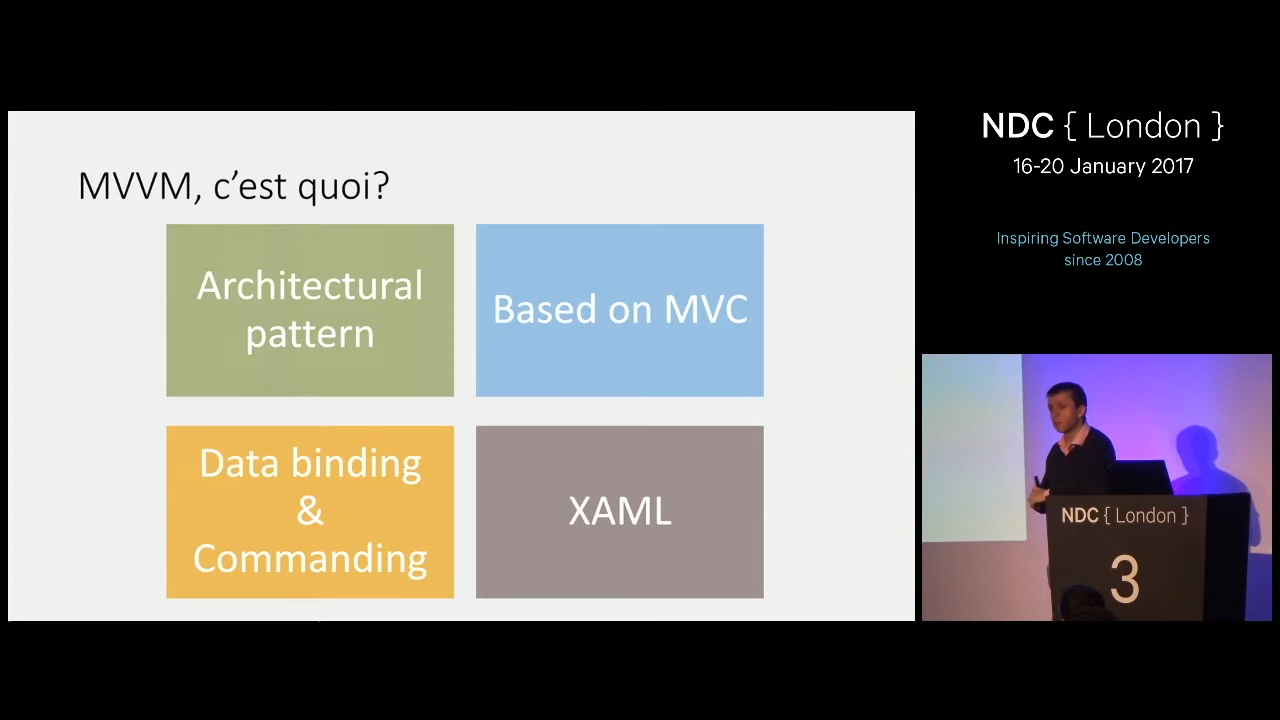 MVVM, c’est quoi?
Architectural
pattern
Based on MVC
Data binding
&
Commanding
XAML
NDC { London }
16-20 January 2017
Inspiring Software Developers
since 2008
NDC { London }
3